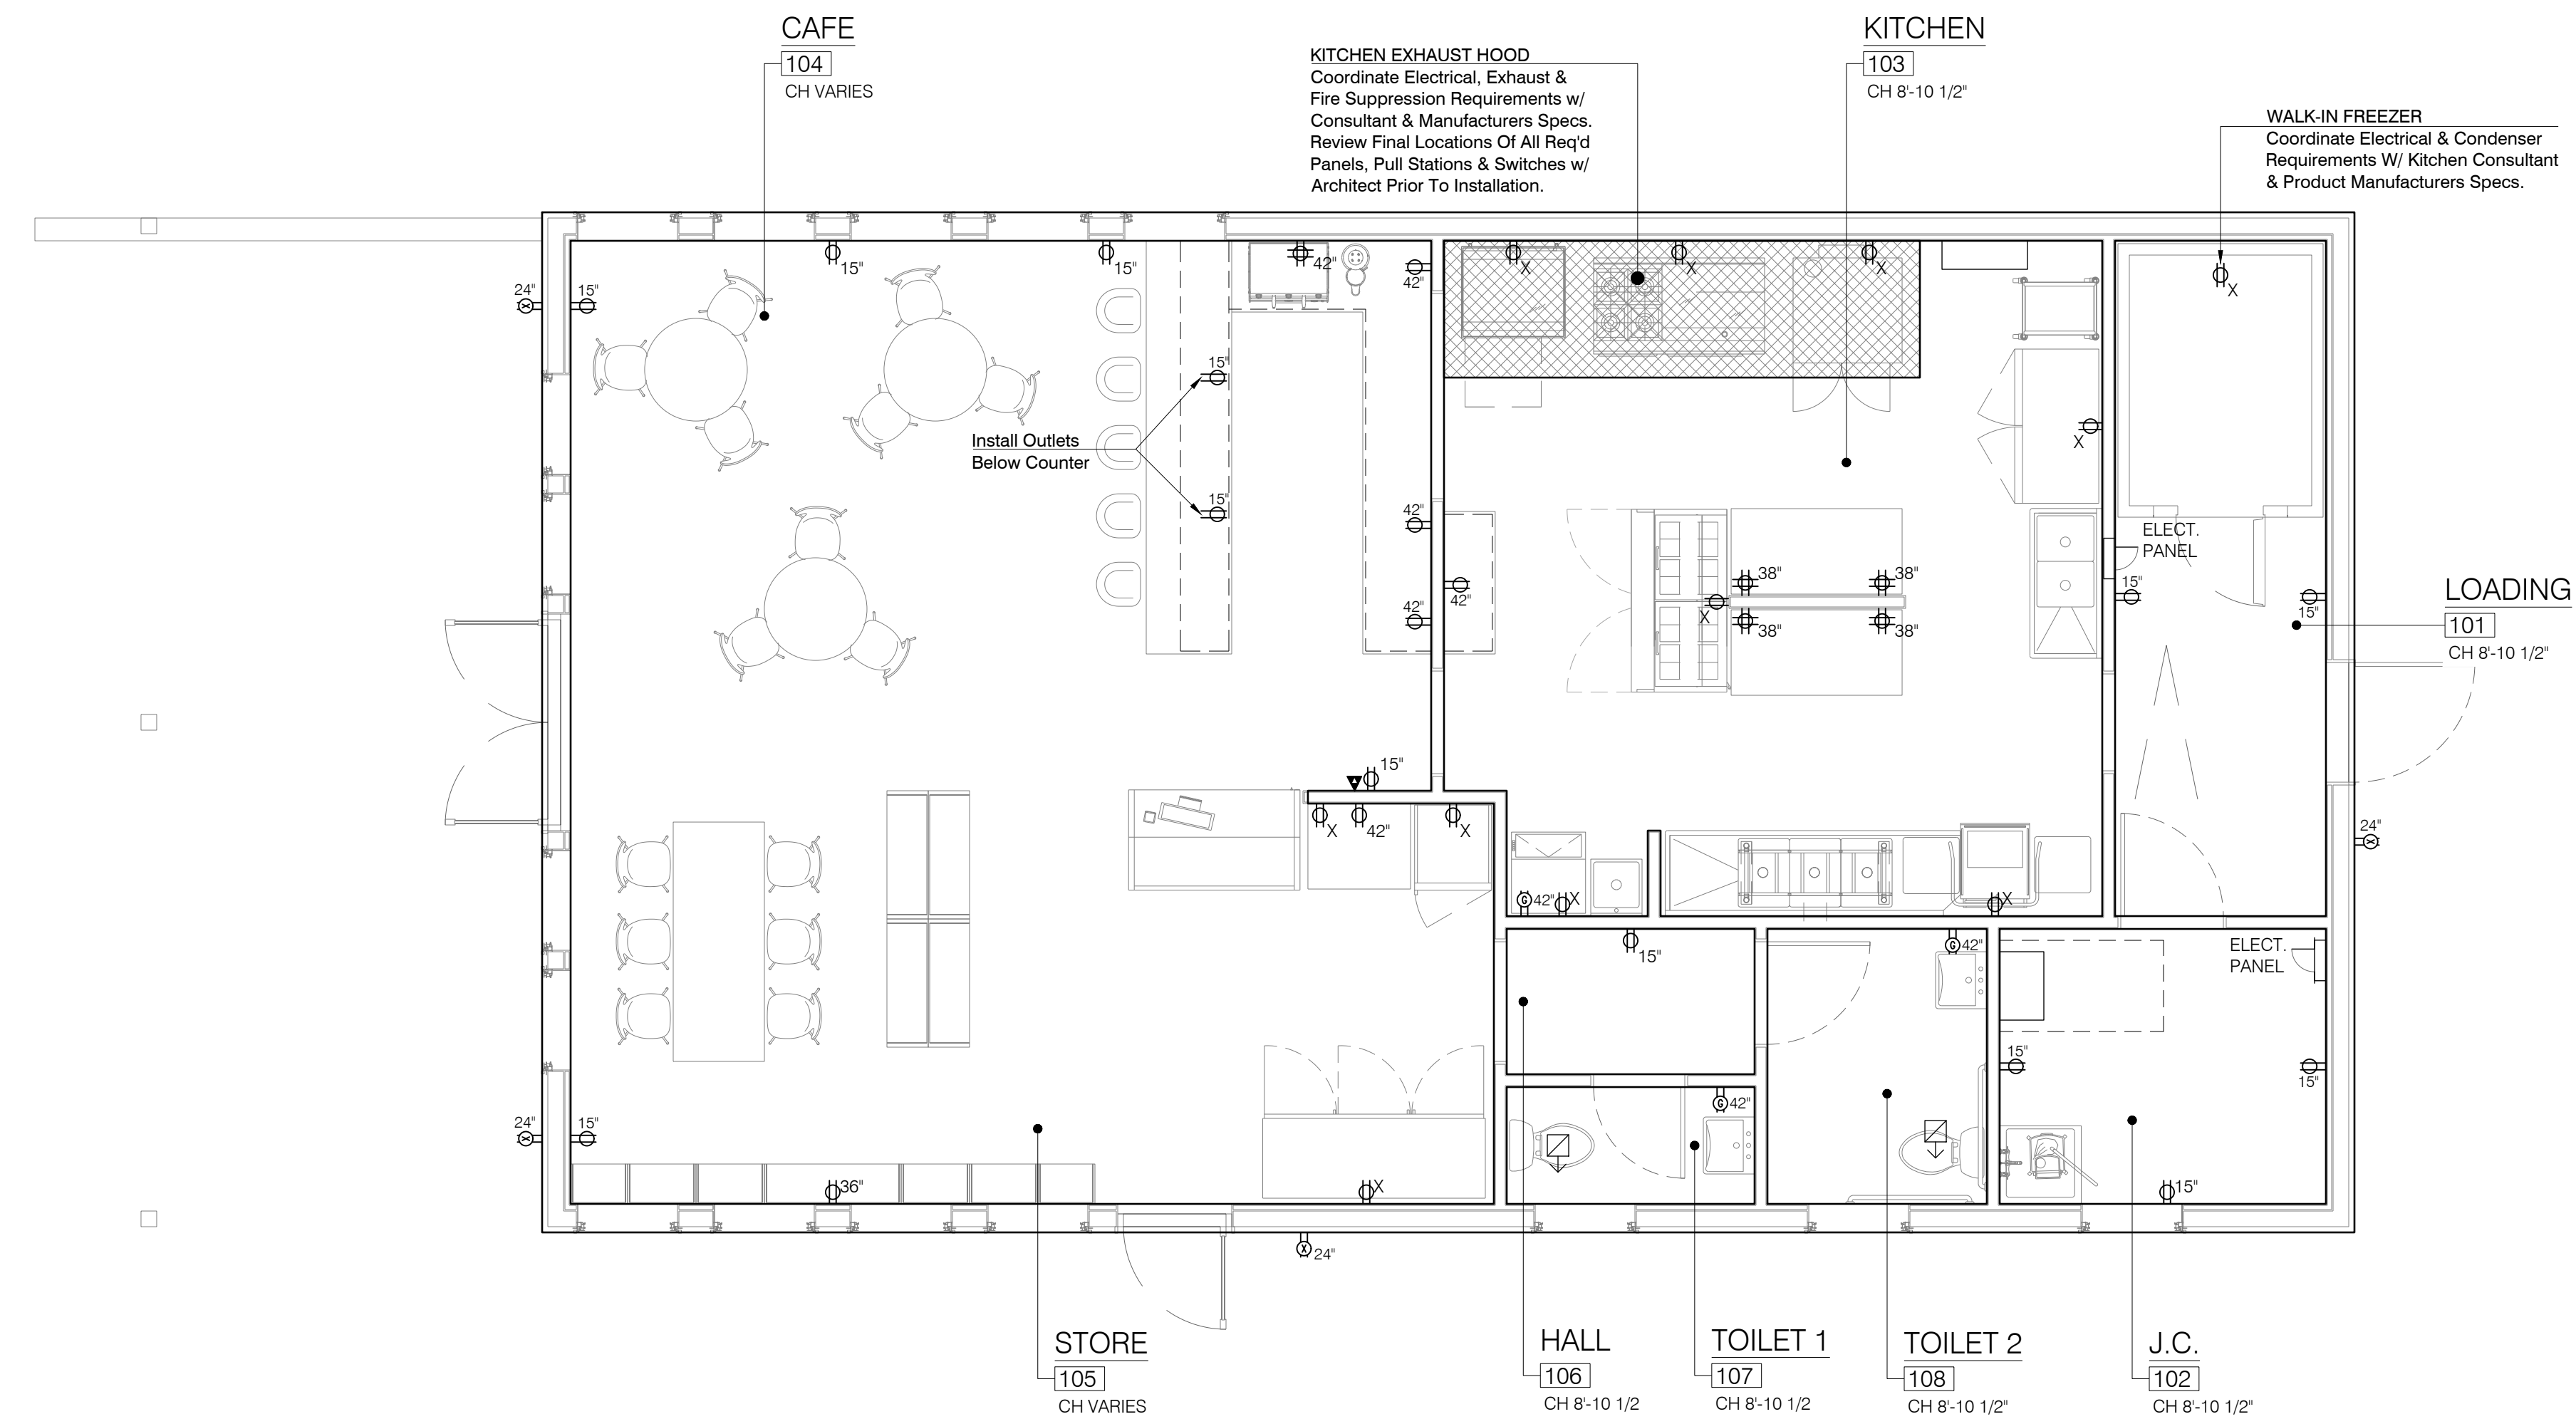 CAFE
104
CH VARIES
KITCHEN EXHAUST HOOD
Coordinate Electrical, Exhaust &
Fire Suppression Requirements w/
Consultant & Manufacturers Specs.
Review Final Locations Of All Req'd
Panels, Pull Stations & Switches w/
Architect Prior To Installation.
KITCHEN
103
CH 8'-10 1/2"
WALK-IN FREEZER
Coordinate Electrical & Condenser
Requirements W/ Kitchen Consultant
& Product Manufacturers Specs.
15"
15"
42"
42"
X
X
X
X
24"
X
15"
15"
Install Outlets
Below Counter
15"
X
42"
42"
42"
38"
38"
X
38"
38"
ELECT.
PANEL
15"
15"
LOADING
101
CH 8'-10 1/2"
15"
X
42"
X
24"
X
G
42"
X
X
15"
G
42"
ELECT.
PANEL
15"
15"
24"
X
15"
G
42"
36"
X
15"
X
24"
STORE
105
CH VARIES
HALL
106
CH 8'-10 1/2
TOILET 1
107
CH 8'-10 1/2
TOILET 2
108
CH 8'-10 1/2"
J.C.
102
CH 8'-10 1/2"